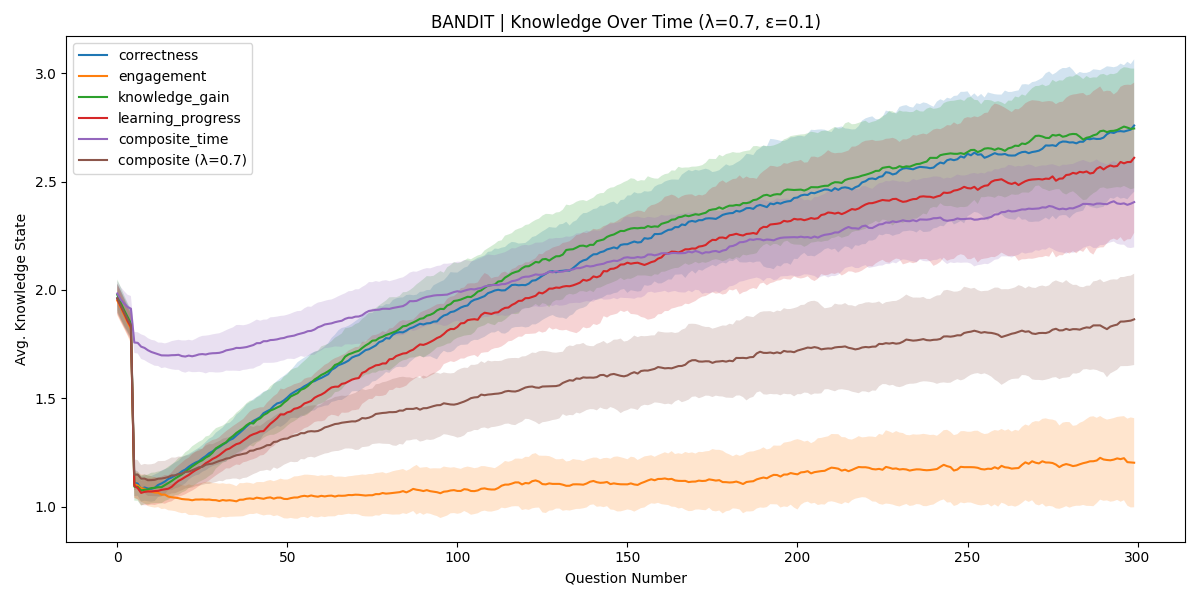 BANDIT | Knowledge Over Time (λ=0.7, ε=0.1)
correctness
engagement
knowledge_gain
learning_progress
composite_time
composite (λ=0.7)
Avg. Knowledge State
3.0
2.5
2.0
1.5
1.0
0
50
100
150
200
250
300
Question Number